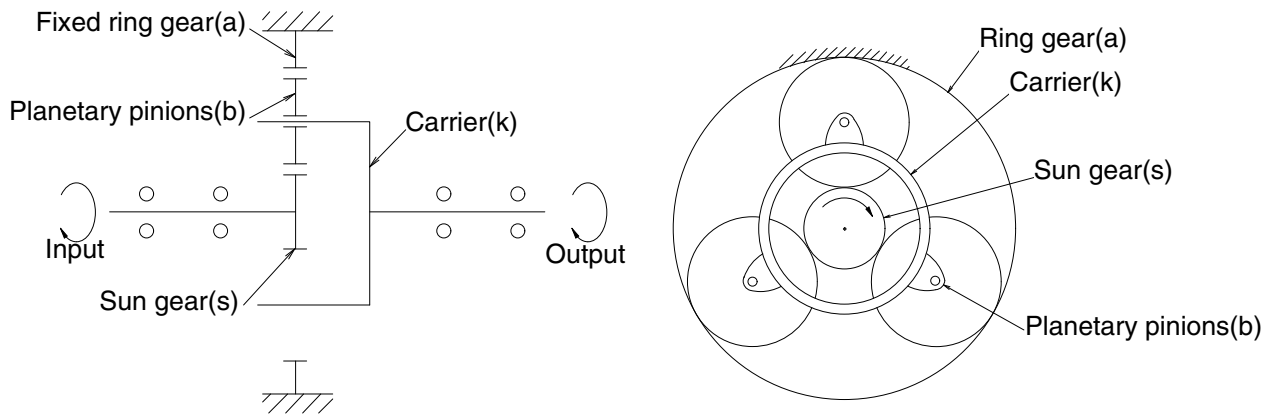 Fixed ring gear(a)
Planetary pinions(b)
Carrier(k)
Input
Output
Sun gear(s)
Ring gear(a)
Carrier(k)
Sun gear(s)
Planetary pinions(b)